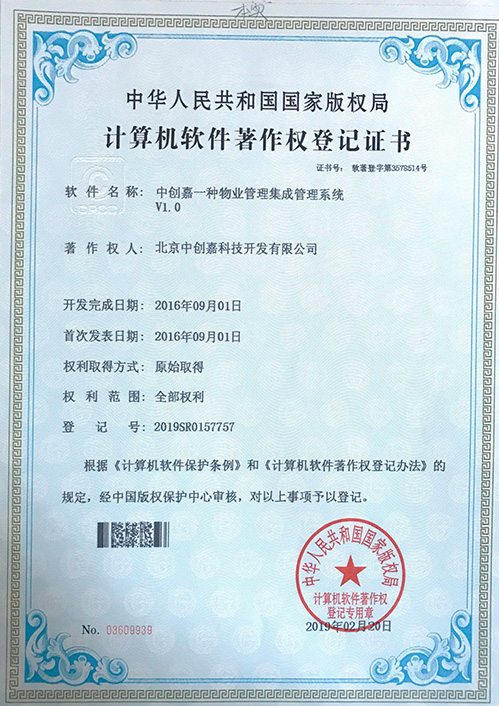 中华人民共和国国家版权局
计算机软件著作权登记证书
证书号： 软著登字第3578514号
软件名称： 中创嘉一种物业管理集成管理系统
V1.0
著作权人： 北京中创嘉科技开发有限公司
开发完成日期： 2016年09月01日
首次发表日期： 2016年09月01日
权利取得方式： 原始取得
权利范围： 全部权利
登记号： 2019SR0157757
根据《计算机软件保护条例》和《计算机软件著作权登记办法》的
规定，经中国版权保护中心审核，对以上事项予以登记。
中华人民共和国国家版权局
计算机软件著作权
登记专用章
No. 03609939
2019年02月20日